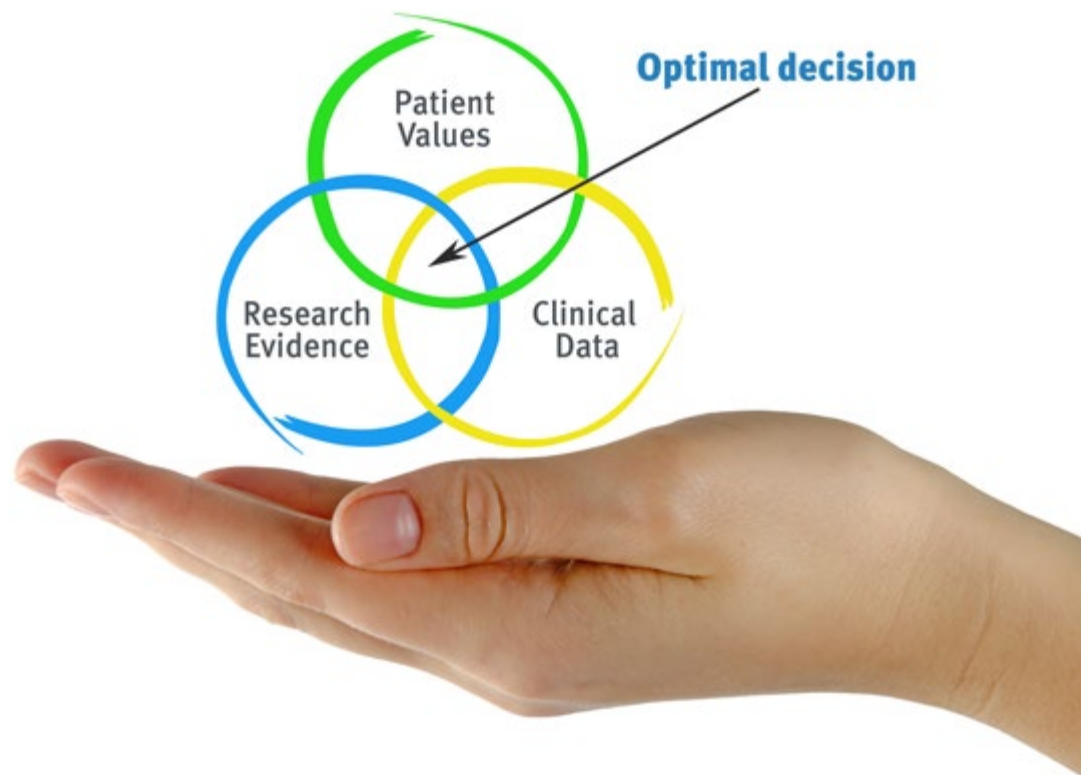 Optimal decision
Patient
Values
Research
Evidence
Clinical
Data